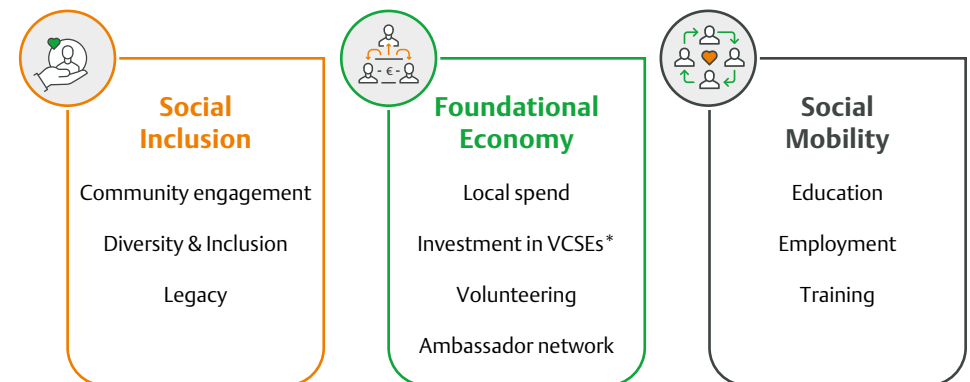 Social
Inclusion
Community engagement
Diversity & Inclusion
Legacy
€
Foundational
Economy
Local spend
Investment in VCSEs*
Volunteering
Ambassador network
Social
Mobility
Education
Employment
Training